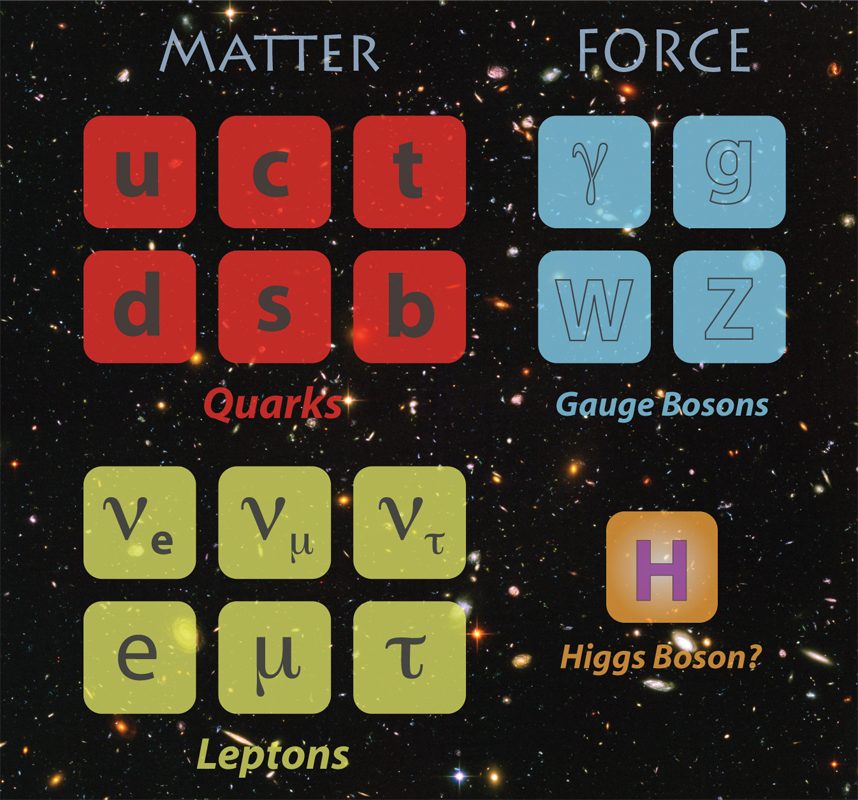 MATTER
FORCE
u c t
d s b
Quarks
γ g
W Z
Gauge Bosons
νe νμ ντ
e μ τ
Leptons
H
Higgs Boson?